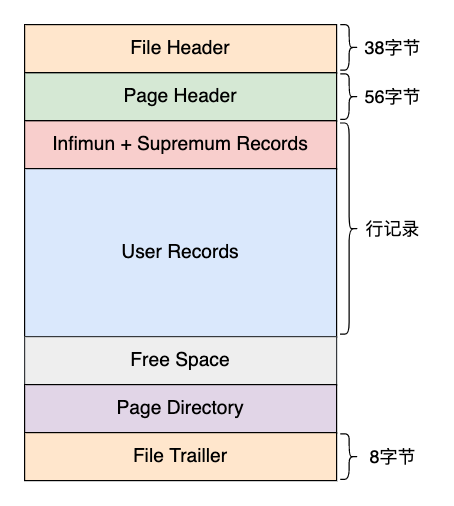 File Header
38字节
Page Header
56字节
Infimun + Supremum Records
User Records
行记录
Free Space
Page Directory
File Trailler
8字节